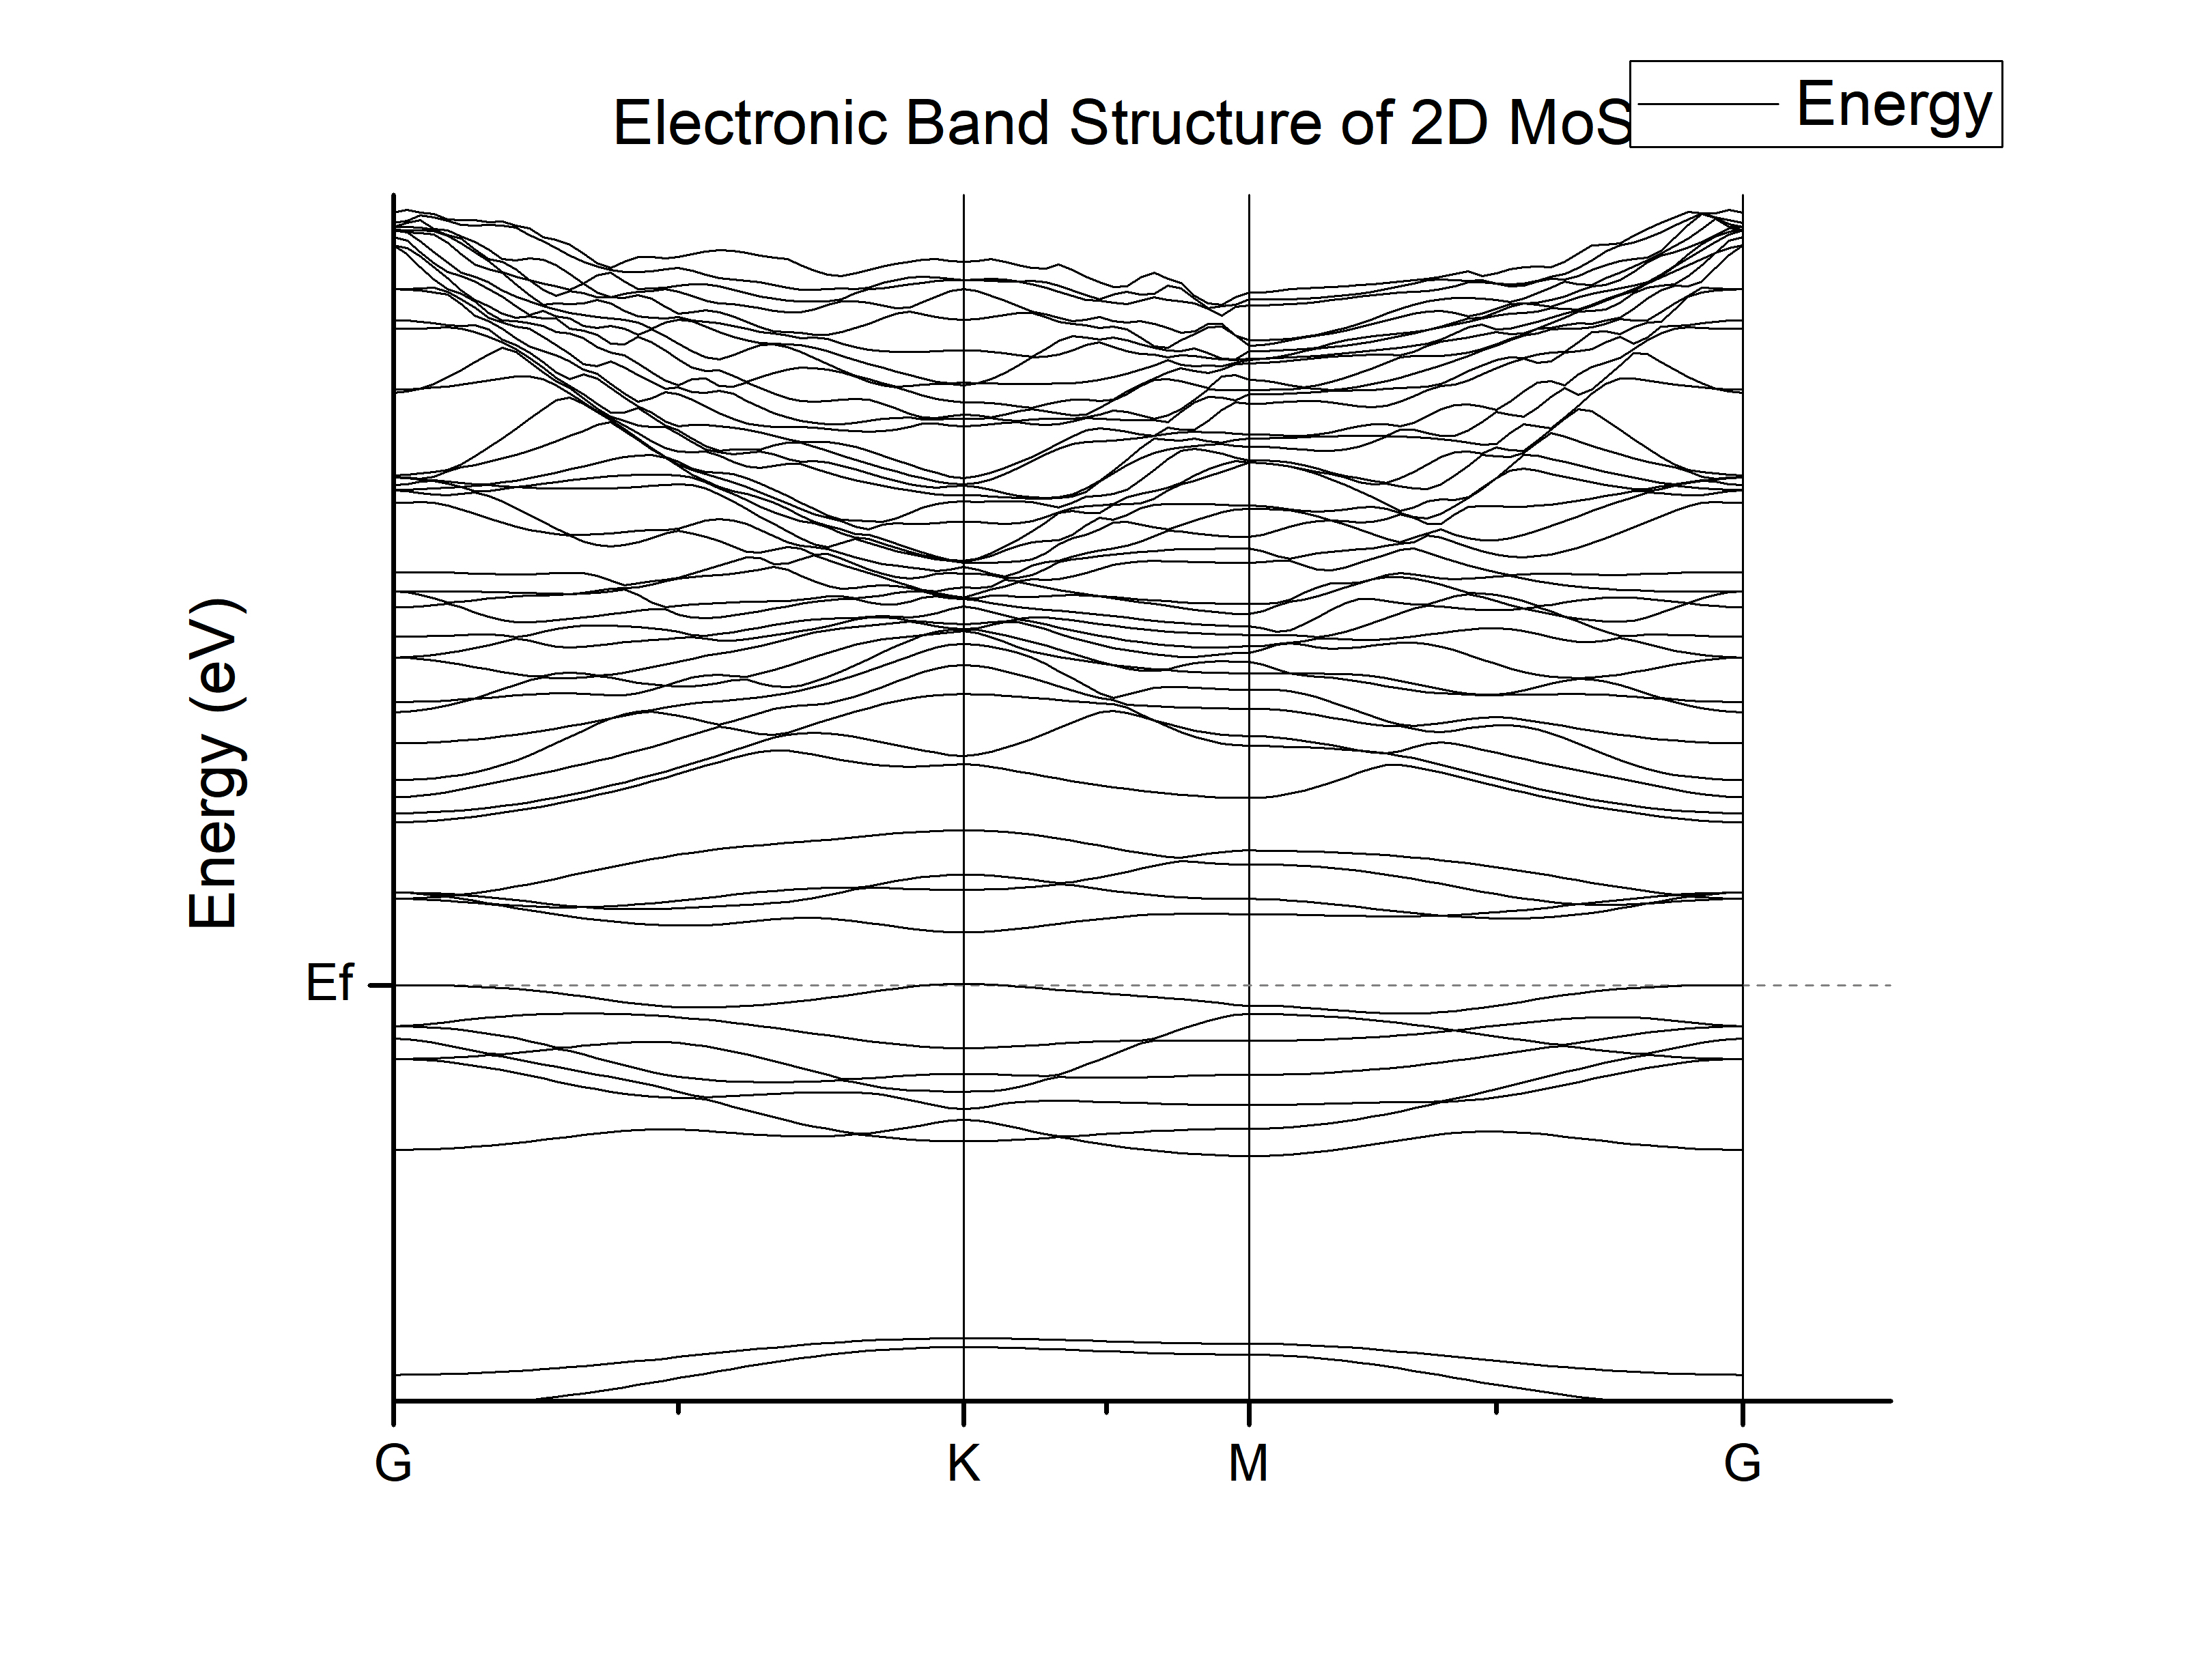 Electronic Band Structure of 2D MoS
Energy
Energy (eV)
Ef
G K M G